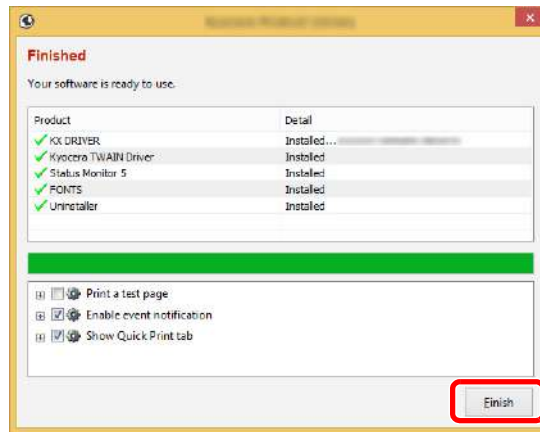 Finished
Your software is ready to use.
Product Detail
KX DRIVER Installed...
Kyocera TWAIN Driver Installed
Status Monitor 5 Installed
FONTS Installed
Uninstaller Installed
Print a test page
Enable event notification
Show Quick Print tab
Finish